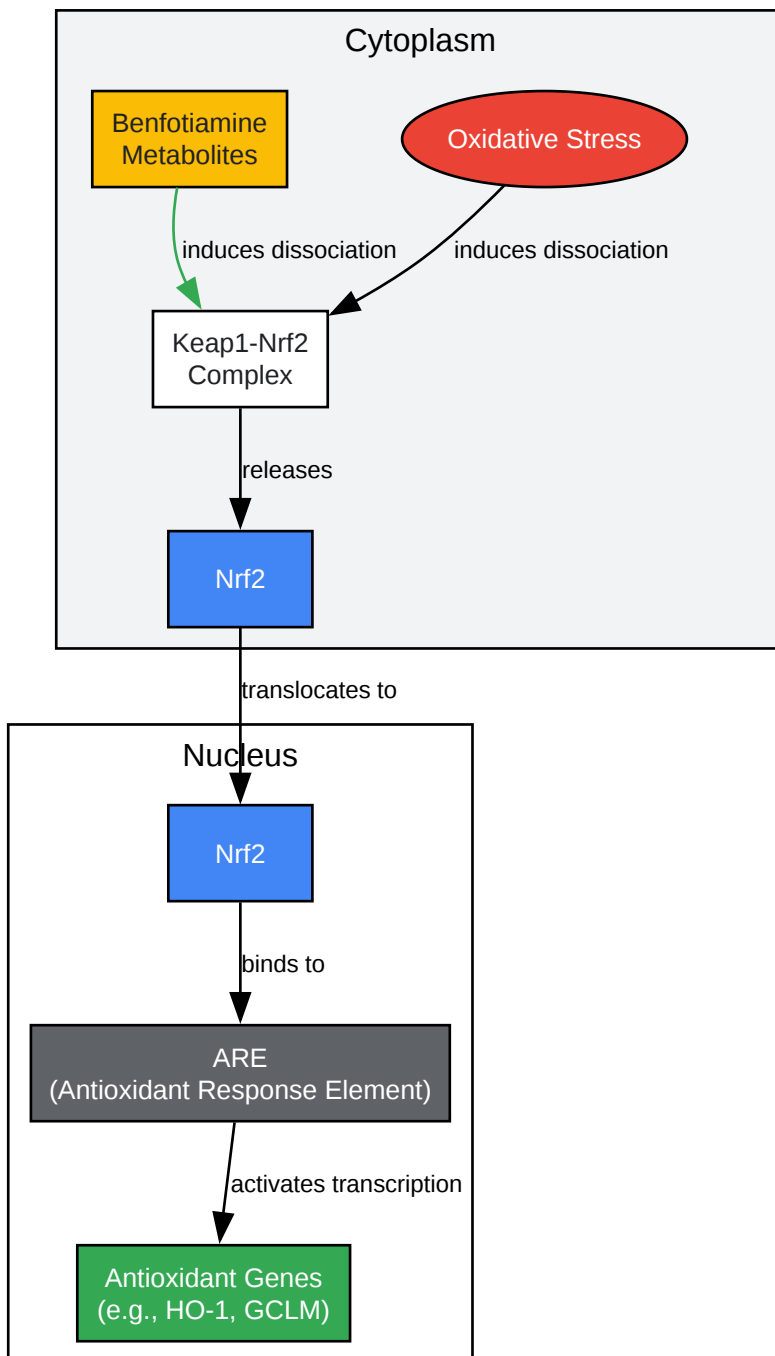 Cytoplasm
Benfotiamine
Metabolites
Oxidative Stress
induces dissociation
induces dissociation
Keap1-Nrf2
Complex
releases
Nrf2
translocates to
Nucleus
Nrf2
binds to
ARE
(Antioxidant Response Element)
activates transcription
Antioxidant Genes
(e.g., HO-1, GCLM)